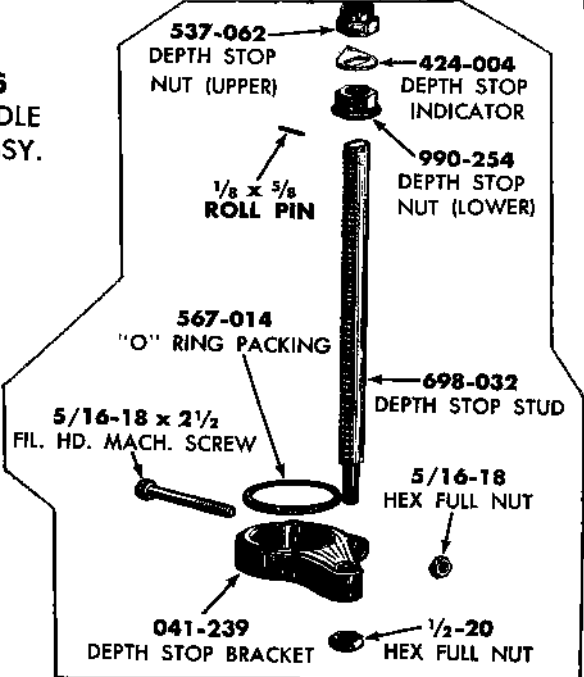 537-062
DEPTH STOP
NUT (UPPER)
424-004
DEPTH STOP
INDICATOR
990-254
DEPTH STOP
NUT (LOWER)
1/8 x 5/8
ROLL PIN
567-014
"O" RING PACKING
698-032
DEPTH STOP STUD
5/16-18 x 2 1/2
FIL. HD. MACH. SCREW
5/16-18
HEX FULL NUT
041-239
DEPTH STOP BRACKET
1/2-20
HEX FULL NUT